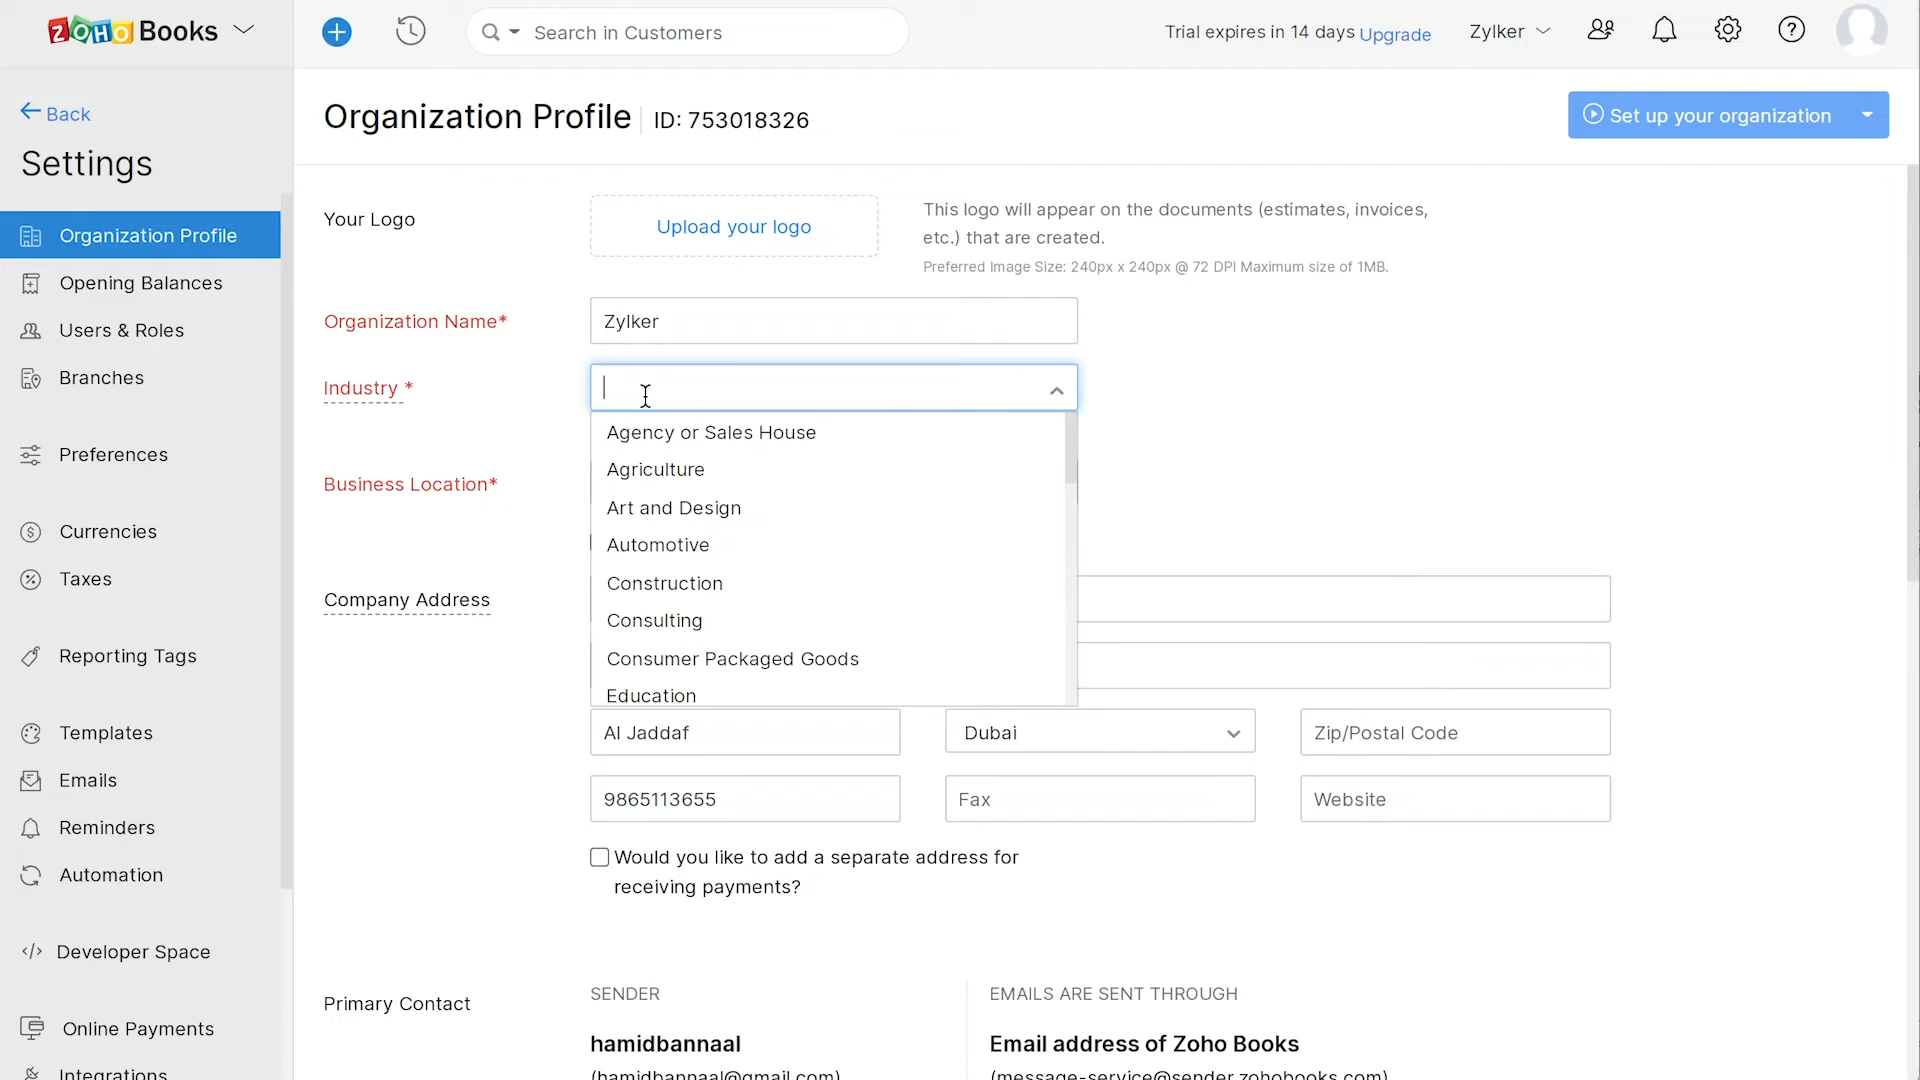 ZOHO Books
Search in Customers
Trial expires in 14 days Upgrade
Zylker
Back
Settings
Organization Profile
Opening Balances
Users & Roles
Branches
Preferences
Currencies
Taxes
Reporting Tags
Templates
Emails
Reminders
Automation
Developer Space
Online Payments
Integrations
Organization Profile ID: 753018326
Set up your organization
Your Logo
Upload your logo
This logo will appear on the documents (estimates, invoices,
etc.) that are created.
Preferred Image Size: 240px x 240px @ 72 DPI Maximum size of 1MB.
Organization Name*
Zylker
Industry *
Agency or Sales House
Agriculture
Art and Design
Automotive
Construction
Consulting
Consumer Packaged Goods
Education
Business Location*
Company Address
Al Jaddaf
Dubai
Zip/Postal Code
9865113655
Fax
Website
Would you like to add a separate address for
receiving payments?
Primary Contact
SENDER
hamidbannaal
(hamidbannaal@gmail.com)
EMAILS ARE SENT THROUGH
Email address of Zoho Books
(message-service@sender.zohobooks.com)